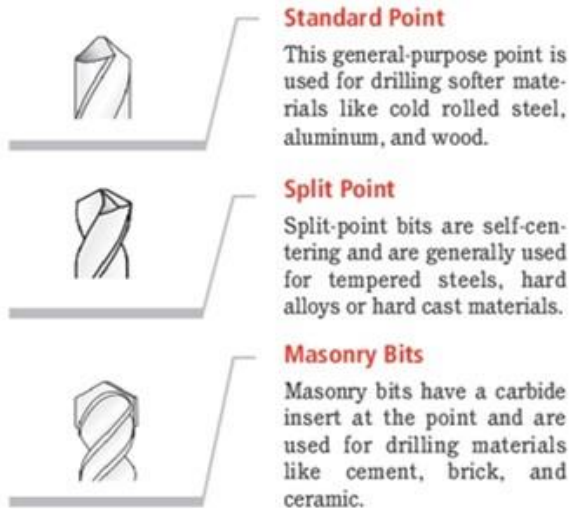 Standard Point
This general-purpose point is
used for drilling softer mate-
rials like cold rolled steel,
aluminum, and wood.
Split Point
Split-point bits are self-cen-
tering and are generally used
for tempered steels, hard
alloys or hard cast materials.
Masonry Bits
Masonry bits have a carbide
insert at the point and are
used for drilling materials
like cement, brick, and
ceramic.